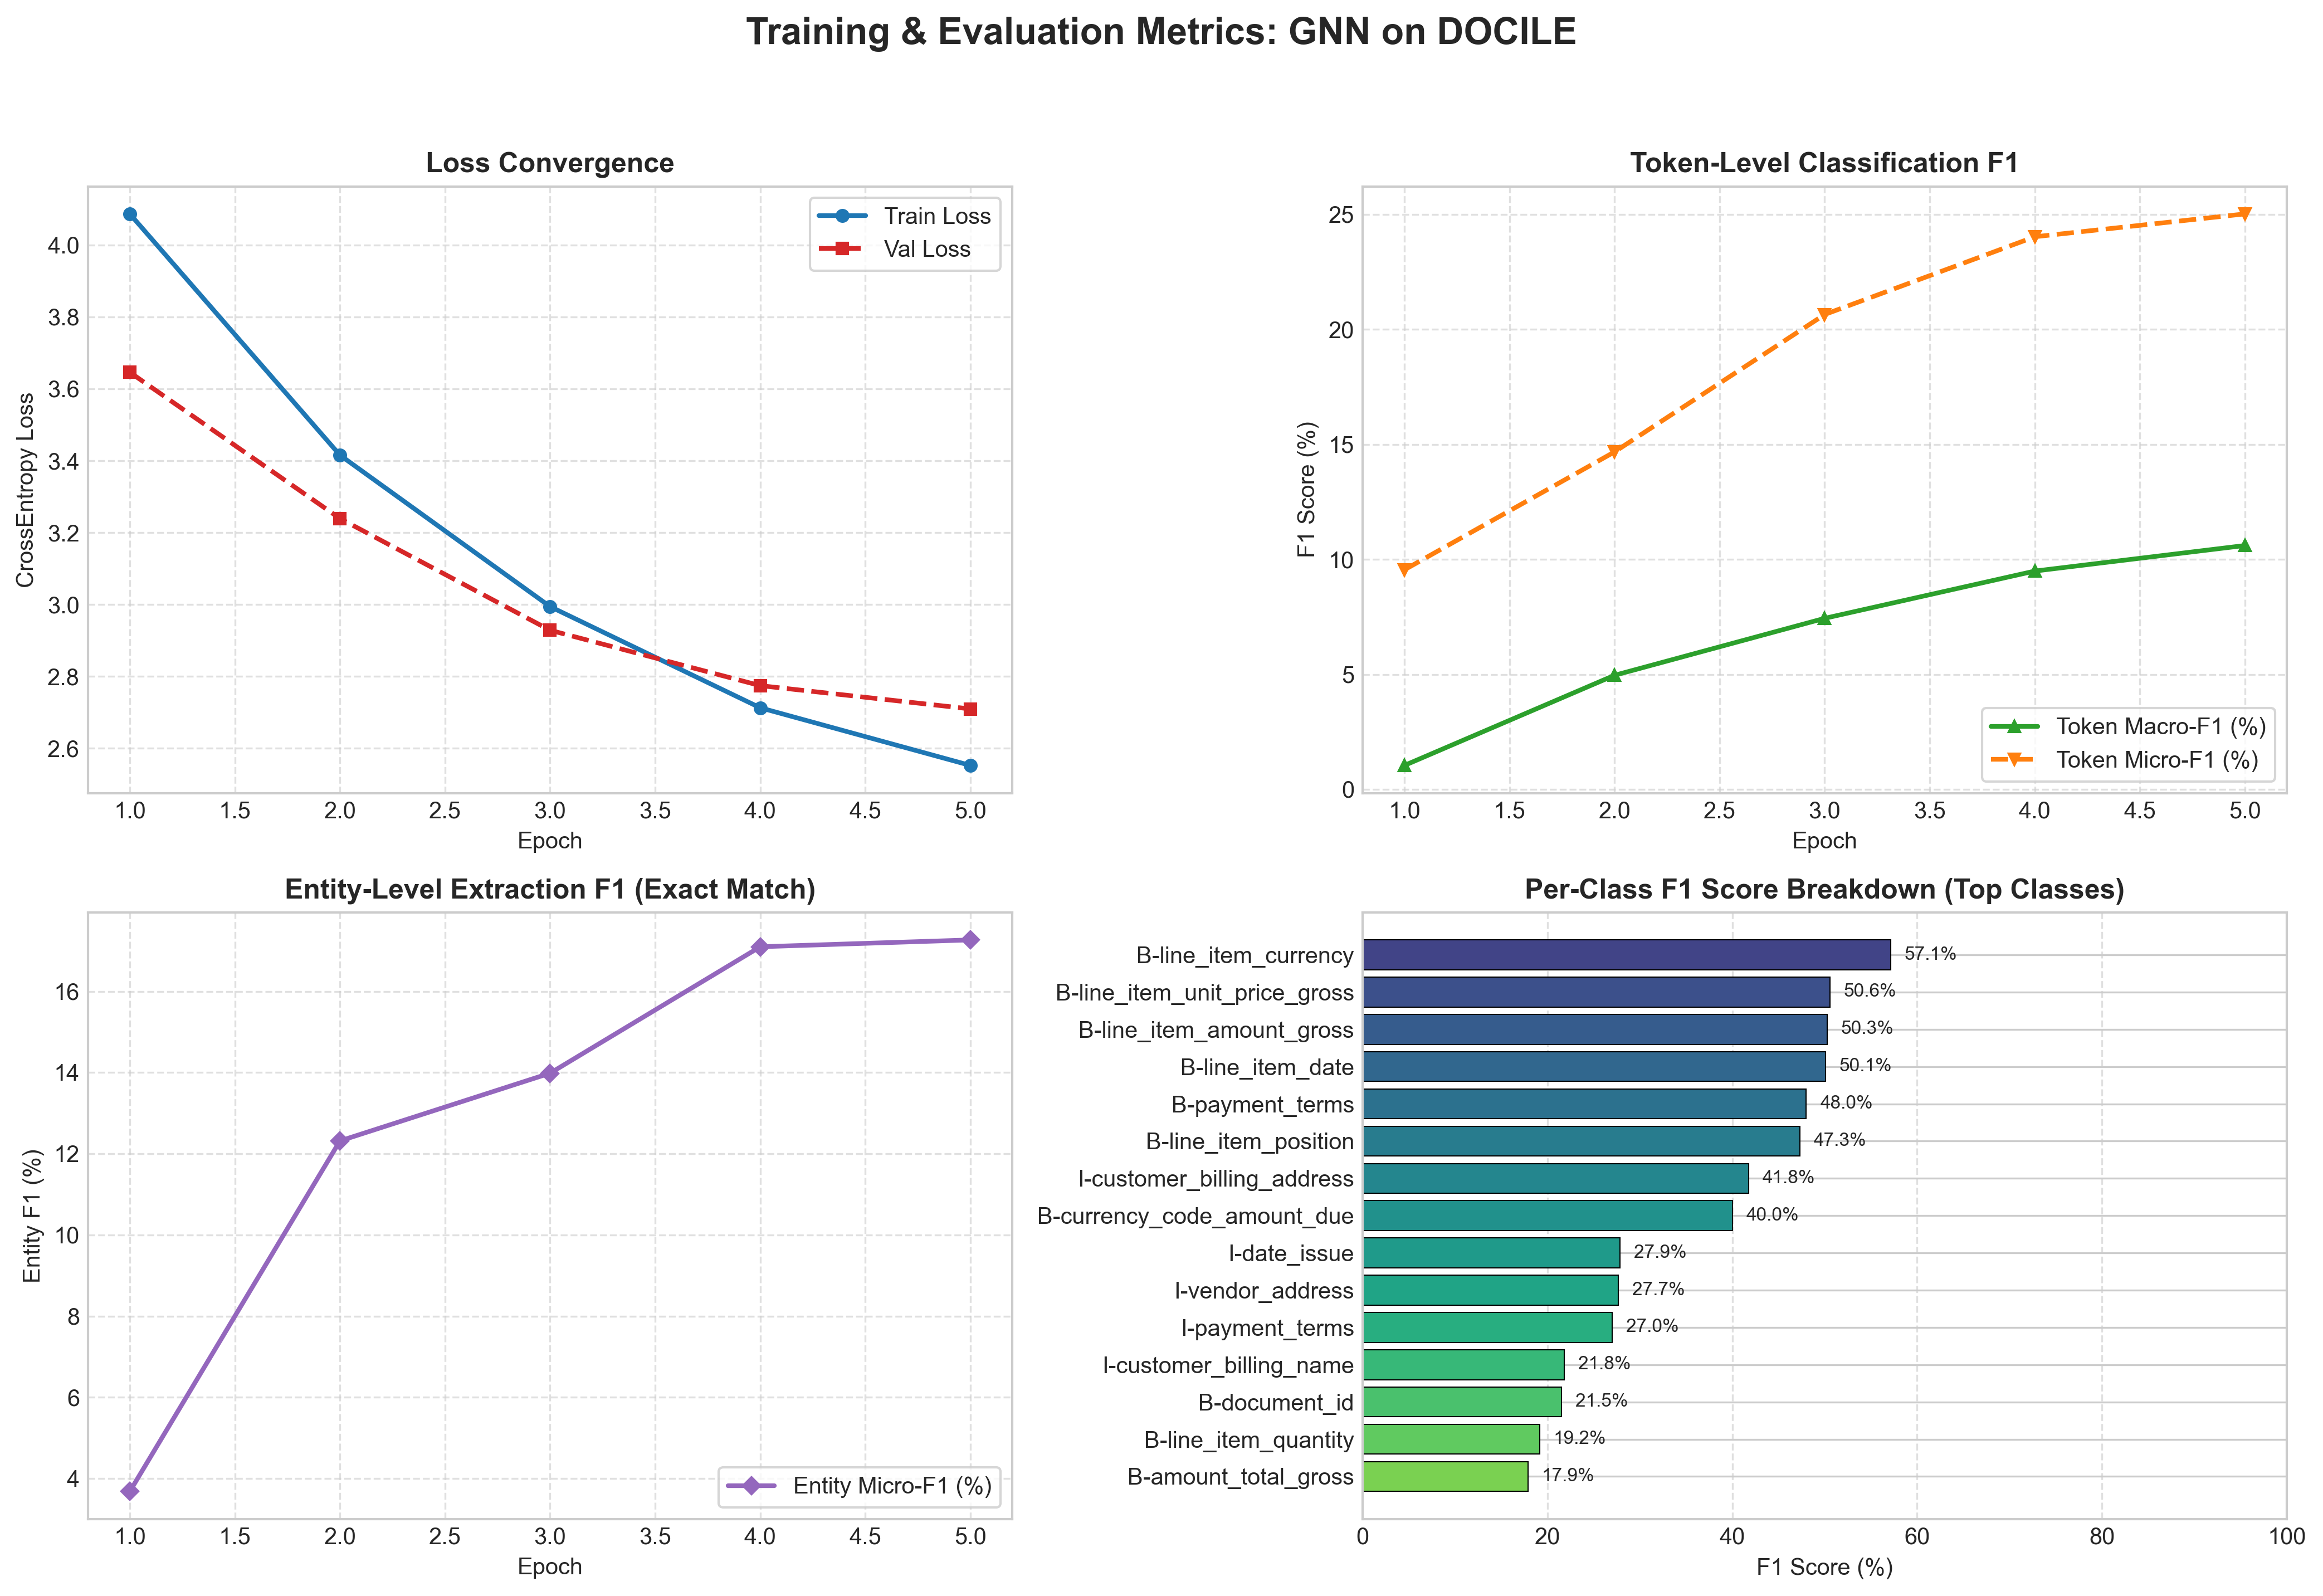 Training & Evaluation Metrics: GNN on DOCILE
Loss Convergence
CrossEntropy Loss
4.0
3.8
3.6
3.4
3.2
3.0
2.8
2.6
Train Loss
Val Loss
1.0 1.5 2.0 2.5 3.0 3.5 4.0 4.5 5.0
Epoch
Token-Level Classification F1
F1 Score (%)
25
20
15
10
5
0
Token Macro-F1 (%)
Token Micro-F1 (%)
1.0 1.5 2.0 2.5 3.0 3.5 4.0 4.5 5.0
Epoch
Entity-Level Extraction F1 (Exact Match)
Entity F1 (%)
16
14
12
10
8
6
4
Entity Micro-F1 (%)
1.0 1.5 2.0 2.5 3.0 3.5 4.0 4.5 5.0
Epoch
Per-Class F1 Score Breakdown (Top Classes)
B-line_item_currency 57.1%
B-line_item_unit_price_gross 50.6%
B-line_item_amount_gross 50.3%
B-line_item_date 50.1%
B-payment_terms 48.0%
B-line_item_position 47.3%
I-customer_billing_address 41.8%
B-currency_code_amount_due 40.0%
I-date_issue 27.9%
I-vendor_address 27.7%
I-payment_terms 27.0%
I-customer_billing_name 21.8%
B-document_id 21.5%
B-line_item_quantity 19.2%
B-amount_total_gross 17.9%
0 20 40 60 80 100
F1 Score (%)